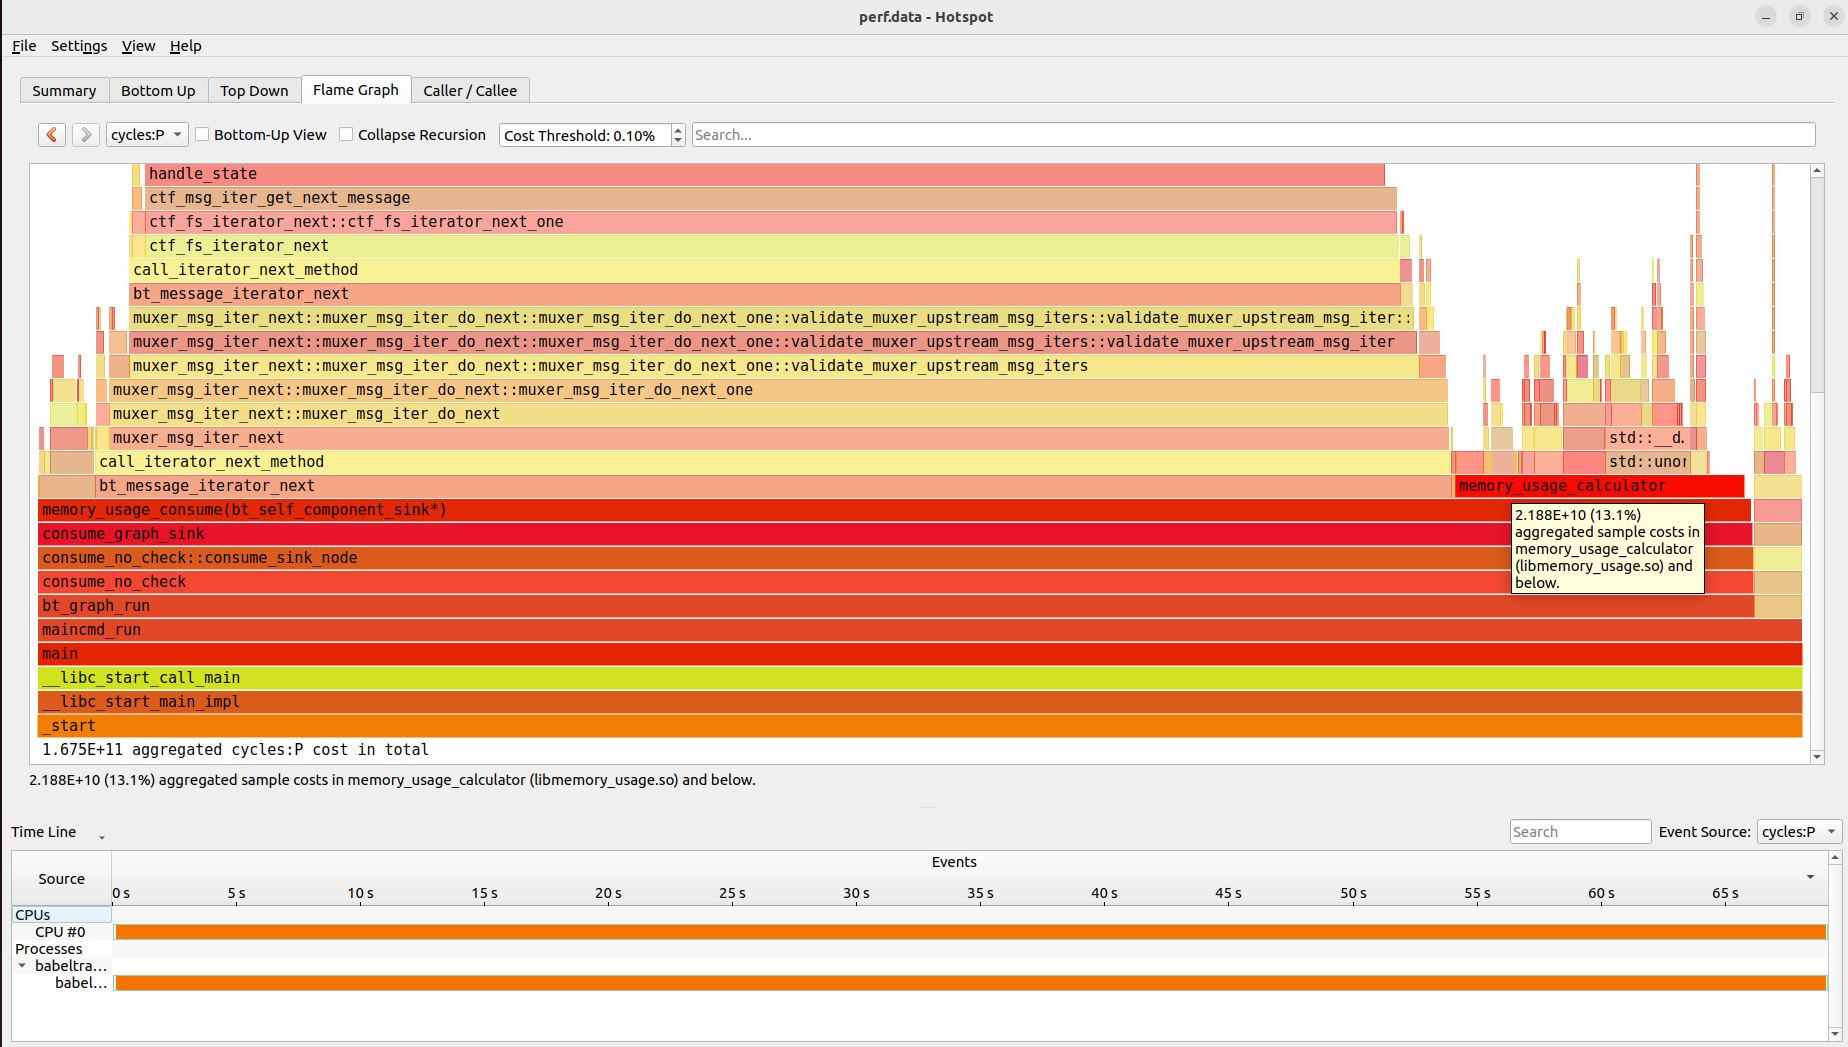 perf.data - Hotspot
File Settings View Help
Summary Bottom Up Top Down Flame Graph Caller / Callee
cycles:P Bottom-Up View Collapse Recursion Cost Threshold: 0.10% Search...
handle_state
ctf_msg_iter_get_next_message
ctf_fs_iterator_next::ctf_fs_iterator_next_one
ctf_fs_iterator_next
call_iterator_next_method
bt_message_iterator_next
muxer_msg_iter_next::muxer_msg_iter_do_next::muxer_msg_iter_do_next_one::validate_muxer_upstream_msg_iters::validate_muxer_upstream_msg_iter::
muxer_msg_iter_next::muxer_msg_iter_do_next::muxer_msg_iter_do_next_one::validate_muxer_upstream_msg_iters::validate_muxer_upstream_msg_iter
muxer_msg_iter_next::muxer_msg_iter_do_next::muxer_msg_iter_do_next_one::validate_muxer_upstream_msg_iters
muxer_msg_iter_next::muxer_msg_iter_do_next::muxer_msg_iter_do_next_one
muxer_msg_iter_next::muxer_msg_iter_do_next
muxer_msg_iter_next std::__d.
call_iterator_next_method std::unor
bt_message_iterator_next memory_usage_calculator
memory_usage_consume(bt_self_component_sink*)
consume_graph_sink
consume_no_check::consume_sink_node
consume_no_check
bt_graph_run
maincmd_run
main
__libc_start_call_main
__libc_start_main_impl
_start
1.675E+11 aggregated cycles:P cost in total
2.188E+10 (13.1%)
aggregated sample costs in
memory_usage_calculator
(libmemory_usage.so) and
below.
2.188E+10 (13.1%) aggregated sample costs in memory_usage_calculator (libmemory_usage.so) and below.
Time Line Search Event Source: cycles:P
Source Events
0 s 5 s 10 s 15 s 20 s 25 s 30 s 35 s 40 s 45 s 50 s 55 s 60 s 65 s
CPUs
CPU #0
Processes
babeltra...
babel...